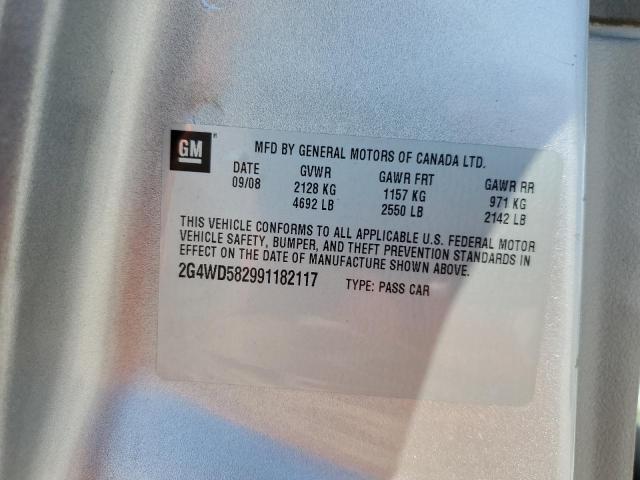 GM
MFD BY GENERAL MOTORS OF CANADA LTD.
DATE GVWR GAWR FRT GAWR RR
09/08 2128 KG 1157 KG 971 KG
4692 LB 2550 LB 2142 LB
THIS VEHICLE CONFORMS TO ALL APPLICABLE U.S. FEDERAL MOTOR
VEHICLE SAFETY, BUMPER, AND THEFT PREVENTION STANDARDS IN
EFFECT ON THE DATE OF MANUFACTURE SHOWN ABOVE.
2G4WD582991182117 TYPE: PASS CAR